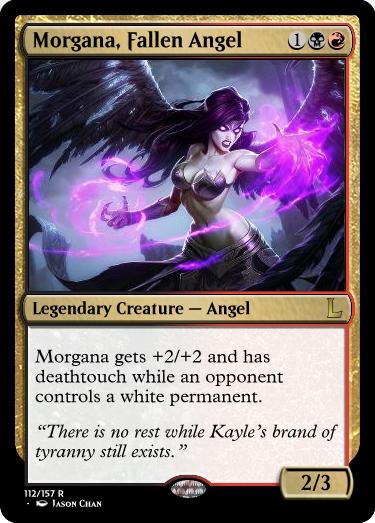 Morgana, Fallen Angel 1
Legendary Creature — Angel L
Morgana gets +2/+2 and has
deathtouch while an opponent
controls a white permanent.
“There is no rest while Kayle’s brand of
tyranny still exists.”
2/3
112/157 R
· Jason Chan